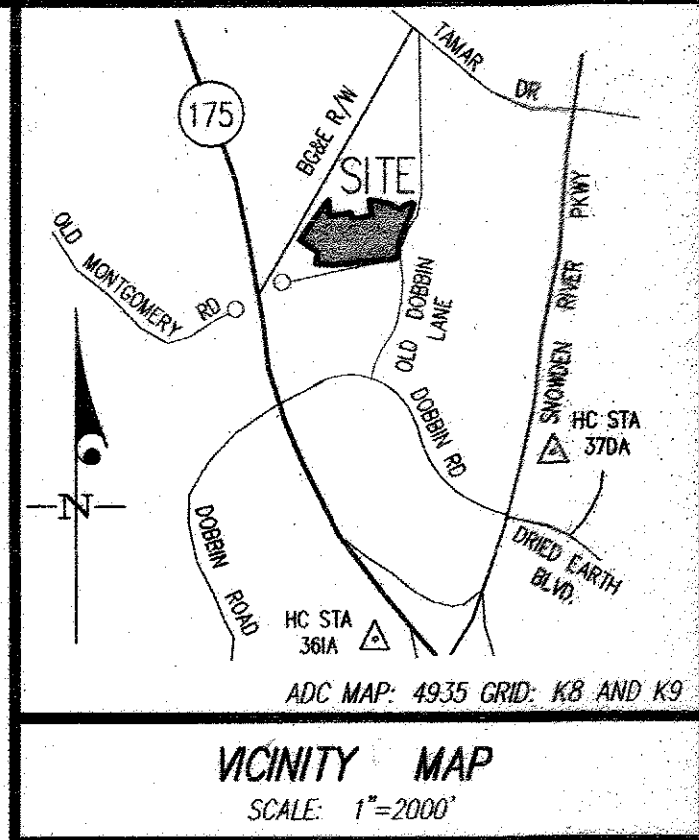 TAMAR
DR
175
BG&E R/W
SITE
OLD MONTGOMERY RD
OLD DOBBIN
LANE
SNOWDEN RIVER PKWY
DOBBIN RD
HC STA
37DA
-N-
DOBBIN ROAD
DRIED EARTH
BLVD.
HC STA
361A
ADC MAP: 4935 GRID: K8 AND K9
VICINITY MAP
SCALE: 1"=2000'